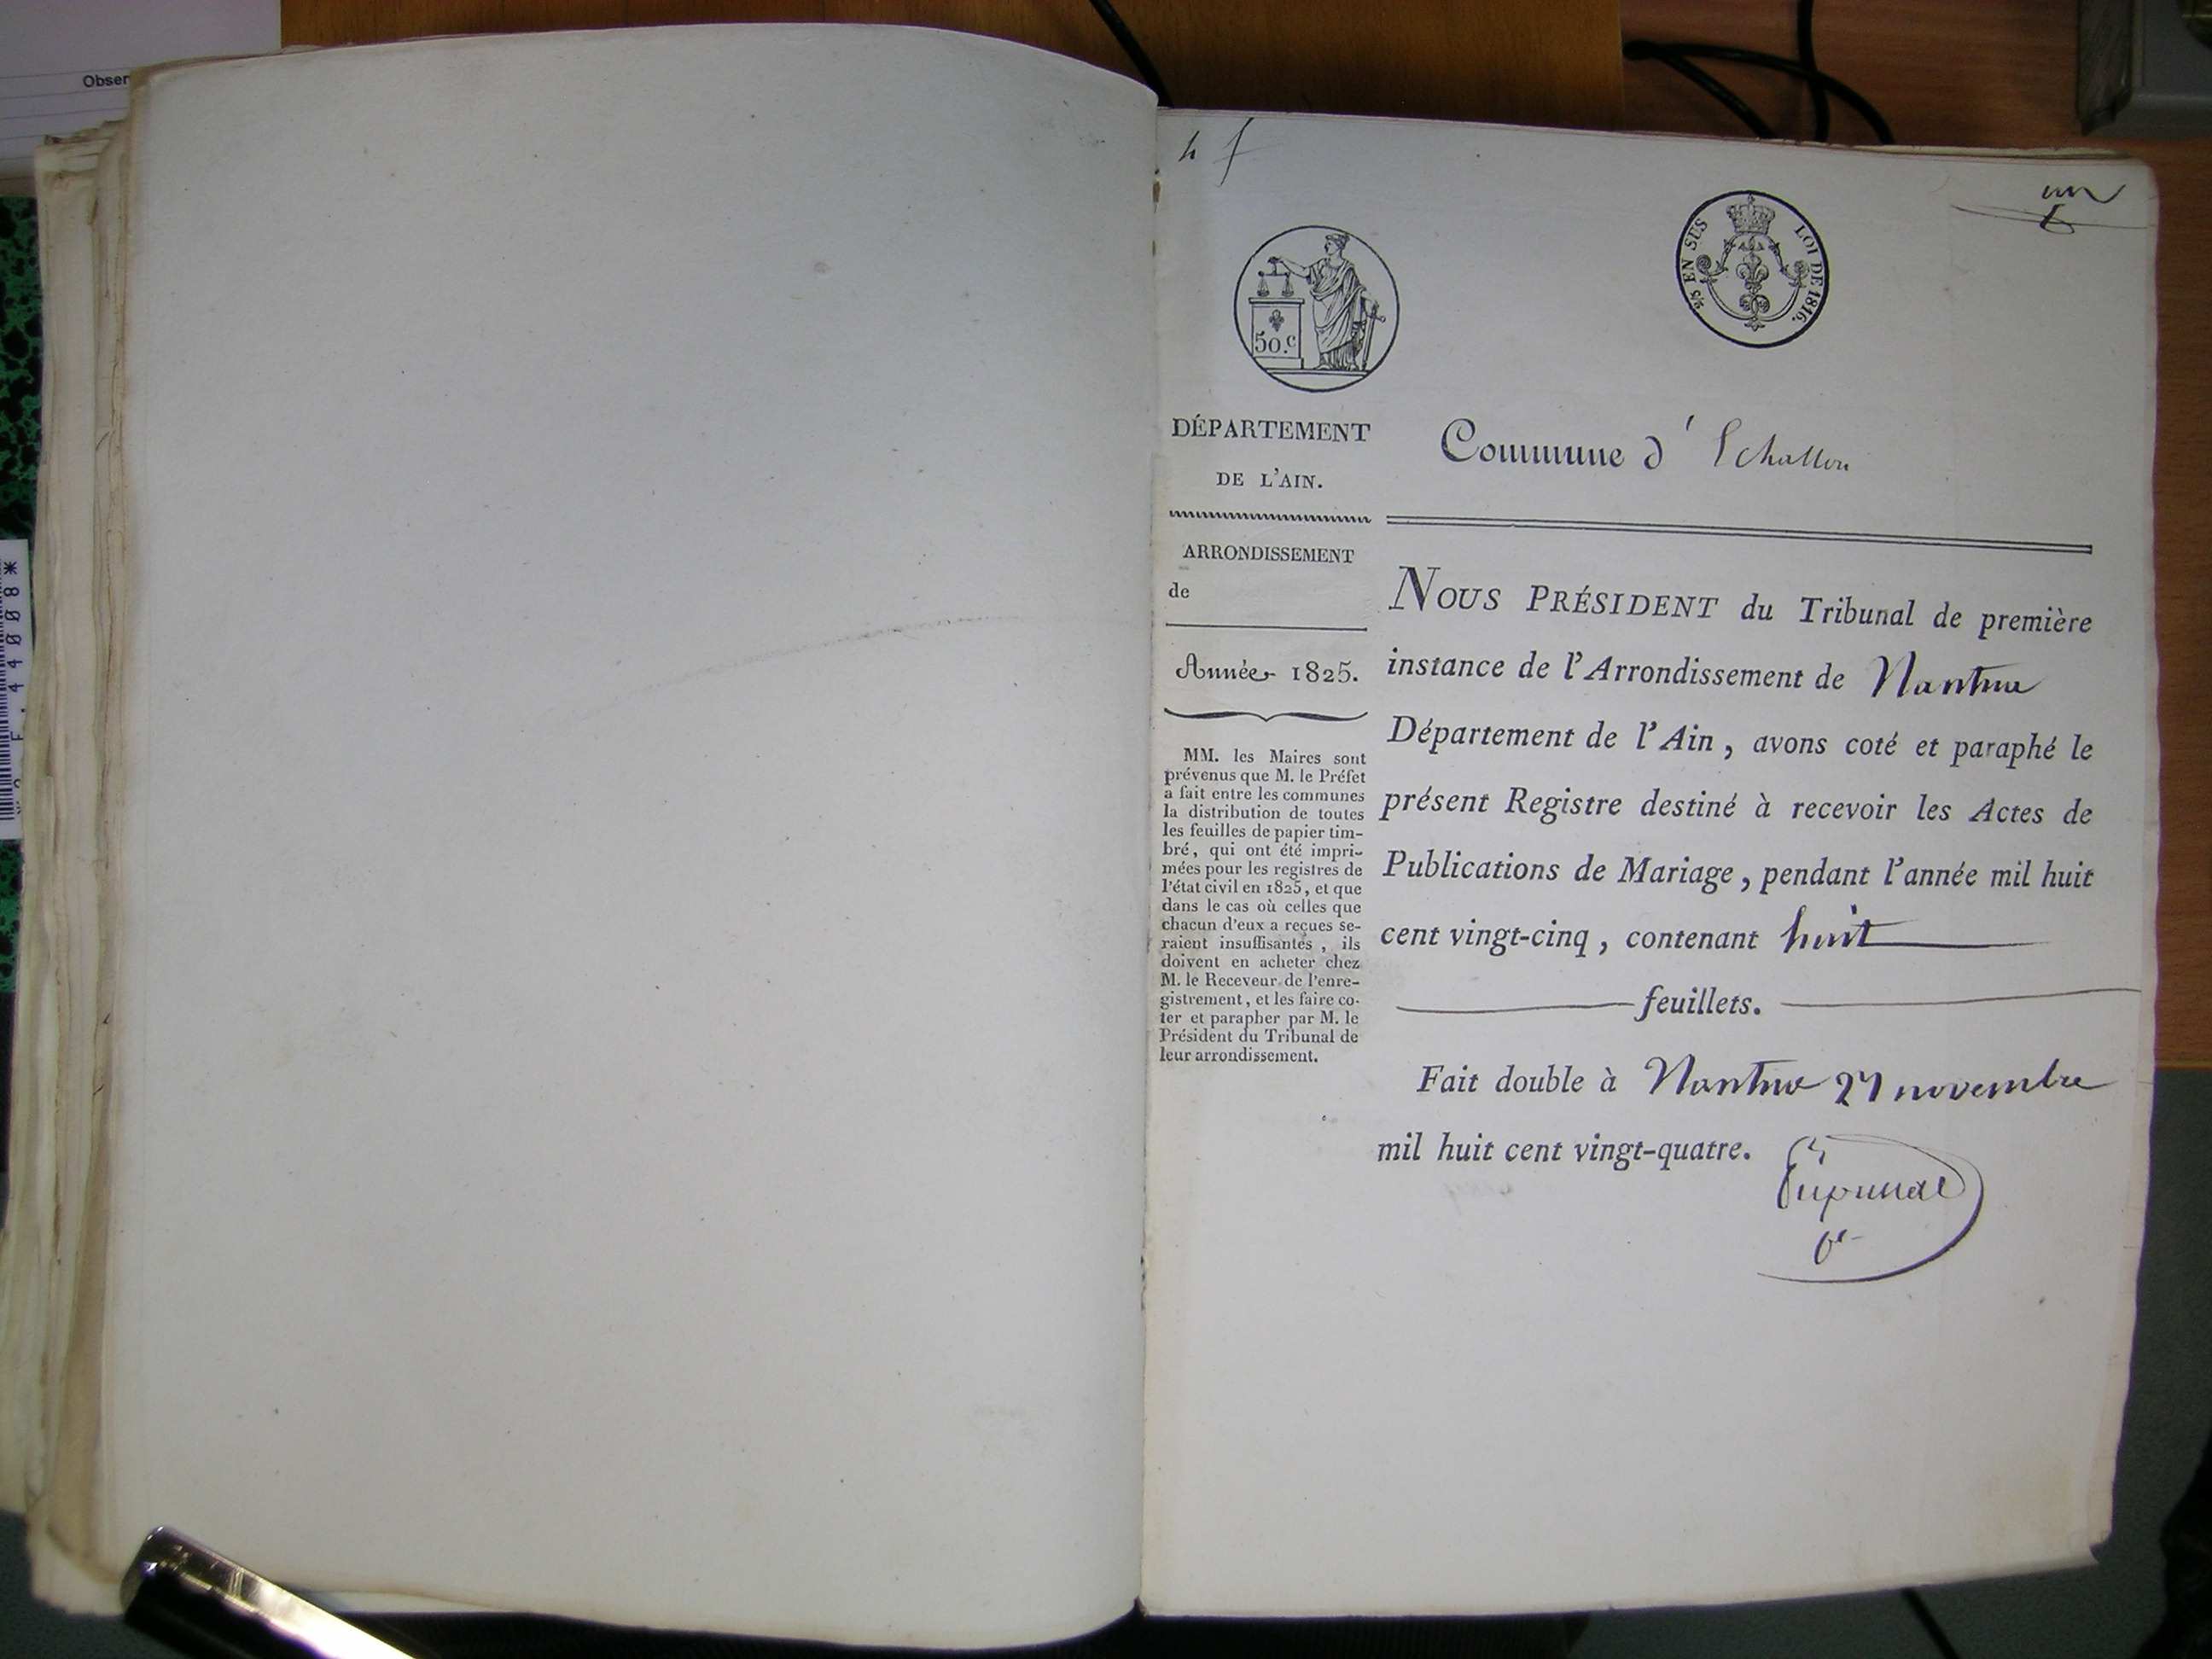 Obser
4 f
un
50.c
2/5 EN SUS LOI DE 1816.
DÉPARTEMENT
DE L'AIN.
Commune d'Echallon
ARRONDISSEMENT
de
Année 1825.
MM. les Maires sont
prévenus que M. le Préfet
a fait entre les communes
la distribution de toutes
les feuilles de papier tim-
bré, qui ont été impri-
mées pour les registres de
l'état civil en 1825, et que
dans le cas où celles que
chacun d'eux a reçues se-
raient insuffisantes, ils
doivent en acheter chez
M. le Receveur de l'enre-
gistrement, et les faire co-
ter et parapher par M. le
Président du Tribunal de
leur arrondissement.
NOUS PRÉSIDENT du Tribunal de première
instance de l'Arrondissement de Nantua
Département de l'Ain, avons coté et paraphé le
présent Registre destiné à recevoir les Actes de
Publications de Mariage, pendant l'année mil huit
cent vingt-cinq, contenant huit
feuillets.
Fait double à Nantua 27 novembre
mil huit cent vingt-quatre.